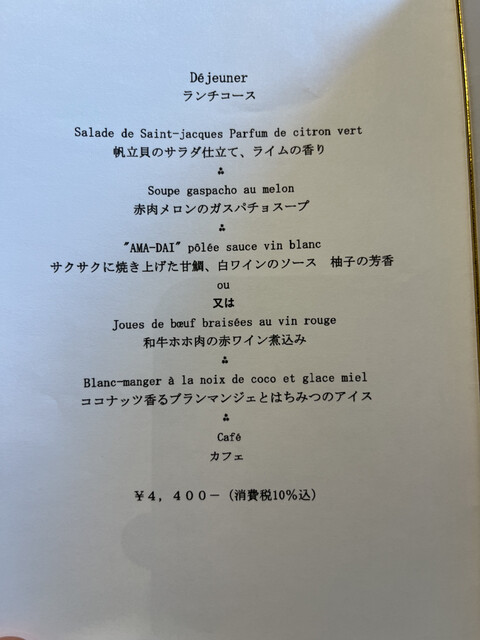 Déjeuner
ランチコース
Salade de Saint-jacques Parfum de citron vert
帆立貝のサラダ仕立て、ライムの香り
Soupe gaspacho au melon
赤肉メロンのガスパチョスープ
"AMA-DAI" pôlée sauce vin blanc
サクサクに焼き上げた甘鯛、白ワインのソース　柚子の芳香
ou
又は
Joues de bœuf braisées au vin rouge
和牛ホホ肉の赤ワイン煮込み
Blanc-manger à la noix de coco et glace miel
ココナッツ香るブランマンジェとはちみつのアイス
Café
カフェ
￥４，４００－（消費税10％込）